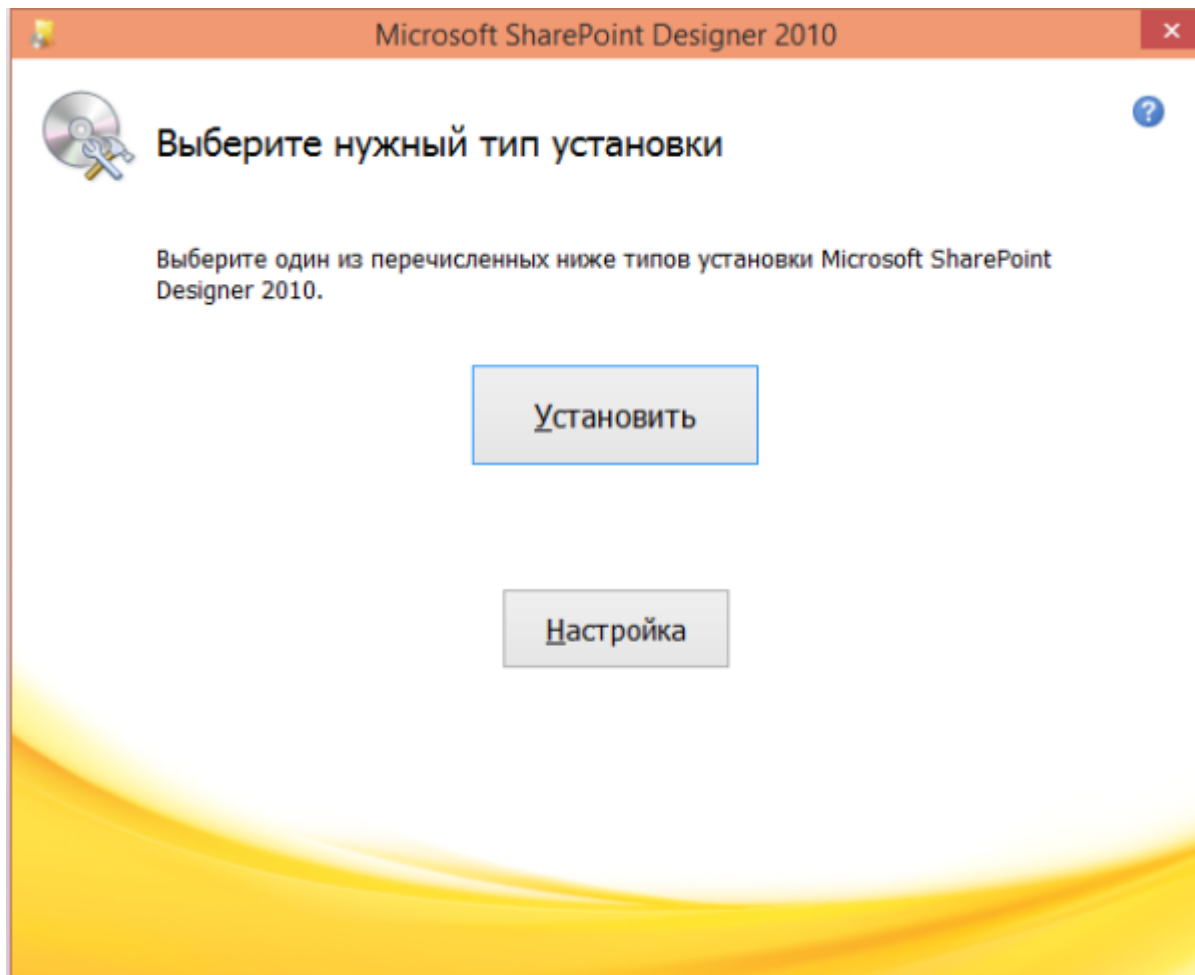 Microsoft SharePoint Designer 2010
Выберите нужный тип установки
Выберите один из перечисленных ниже типов установки Microsoft SharePoint
Designer 2010.
Установить
Настройка